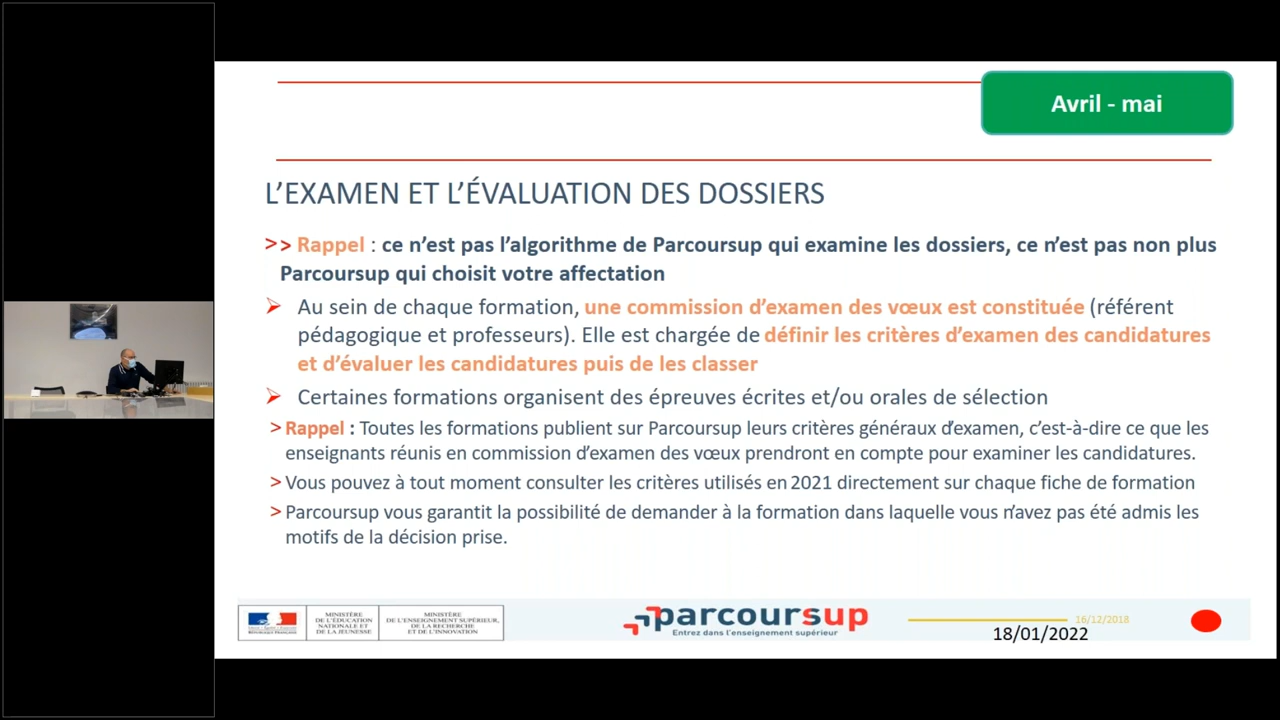 Avril - mai
L'EXAMEN ET L'ÉVALUATION DES DOSSIERS
>> Rappel : ce n'est pas l'algorithme de Parcoursup qui examine les dossiers, ce n'est pas non plus
Parcoursup qui choisit votre affectation
➢ Au sein de chaque formation, une commission d'examen des vœux est constituée (référent
pédagogique et professeurs). Elle est chargée de définir les critères d'examen des candidatures
et d'évaluer les candidatures puis de les classer
➢ Certaines formations organisent des épreuves écrites et/ou orales de sélection
> Rappel : Toutes les formations publient sur Parcoursup leurs critères généraux d'examen, c'est-à-dire ce que les
enseignants réunis en commission d'examen des vœux prendront en compte pour examiner les candidatures.
> Vous pouvez à tout moment consulter les critères utilisés en 2021 directement sur chaque fiche de formation
> Parcoursup vous garantit la possibilité de demander à la formation dans laquelle vous n'avez pas été admis les
motifs de la décision prise.
MINISTÈRE
DE L'ÉDUCATION
NATIONALE ET
DE LA JEUNESSE
MINISTÈRE
DE L'ENSEIGNEMENT SUPÉRIEUR,
DE LA RECHERCHE
ET DE L'INNOVATION
RÉPUBLIQUE FRANÇAISE
parcoursup
Entrez dans l'enseignement supérieur
16/12/2018
18/01/2022